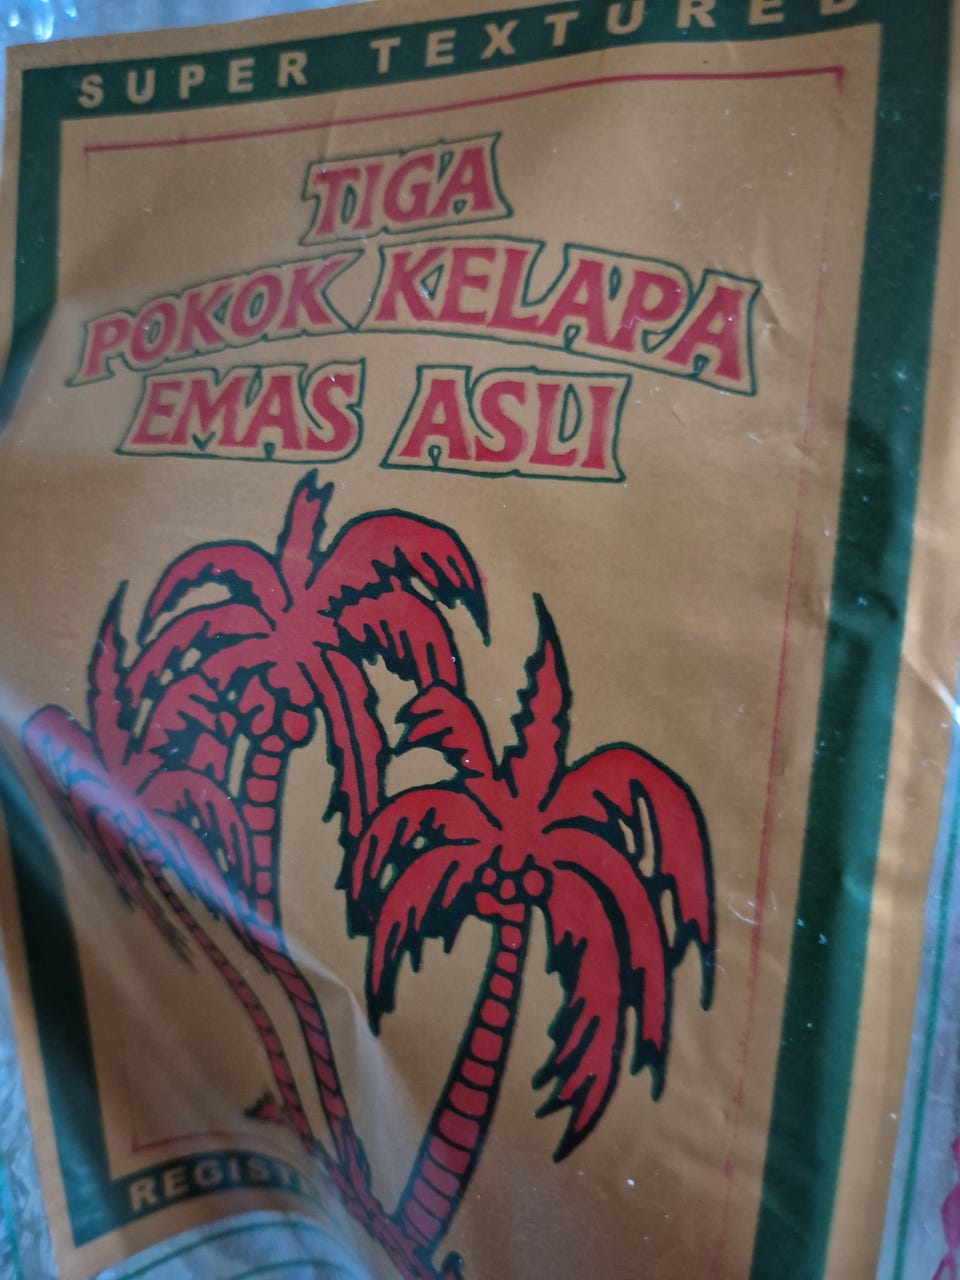 SUPER TEXTURED
TIGA
POKOK KELAPA
EMAS ASLI